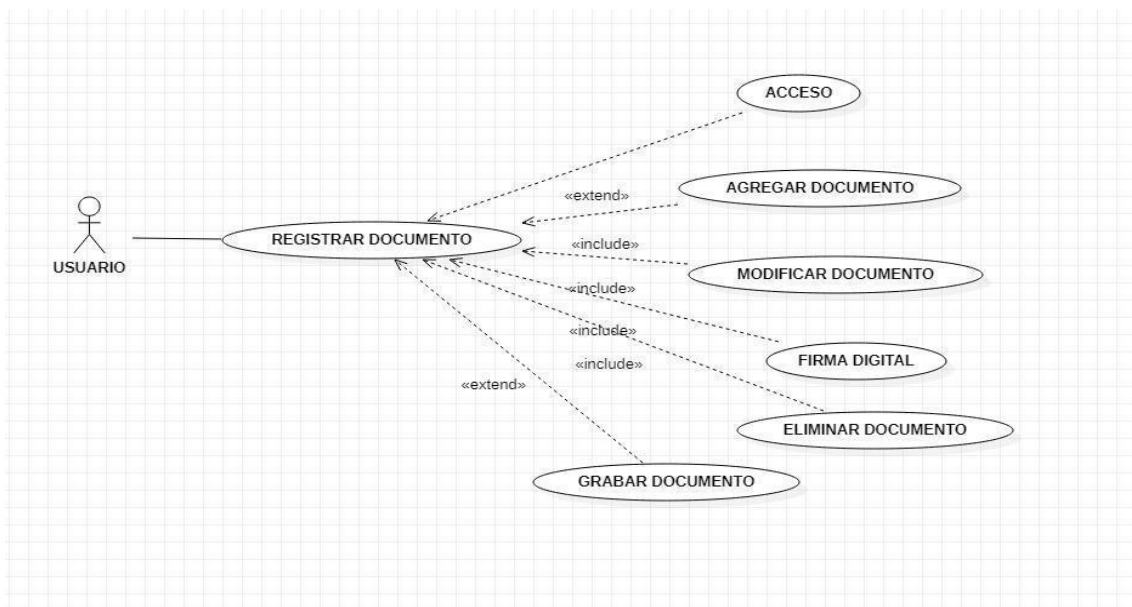 ACCESO
AGREGAR DOCUMENTO
«extend»
REGISTRAR DOCUMENTO
«include»
USUARIO
MODIFICAR DOCUMENTO
«include»
«include»
FIRMA DIGITAL
«include»
«extend»
ELIMINAR DOCUMENTO
GRABAR DOCUMENTO